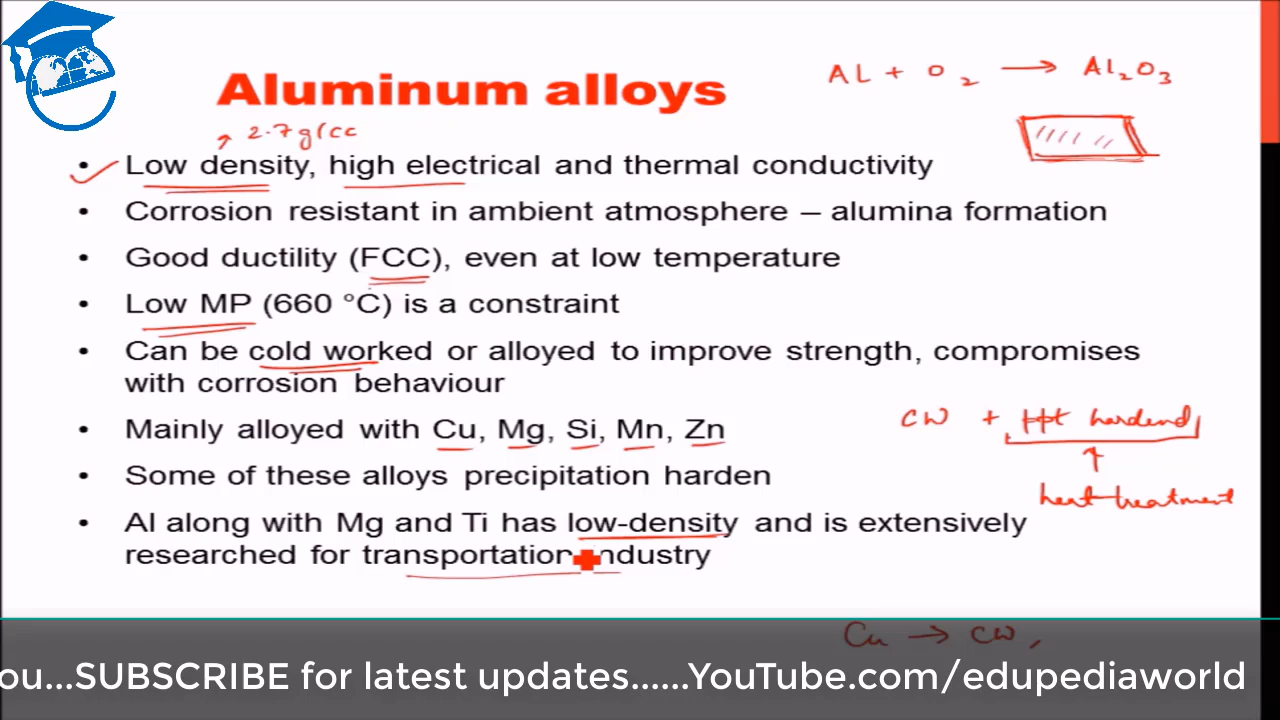 Aluminum alloys
AL + O2 → Al2O3
2.7g/cc
• Low density, high electrical and thermal conductivity
• Corrosion resistant in ambient atmosphere – alumina formation
• Good ductility (FCC), even at low temperature
• Low MP (660 °C) is a constraint
• Can be cold worked or alloyed to improve strength, compromises
with corrosion behaviour
• Mainly alloyed with Cu, Mg, Si, Mn, Zn
CW + ppt hardend
• Some of these alloys precipitation harden
heat treatment
• Al along with Mg and Ti has low-density and is extensively
researched for transportation industry
Cu → CW,
ou...SUBSCRIBE for latest updates......YouTube.com/edupediaworld